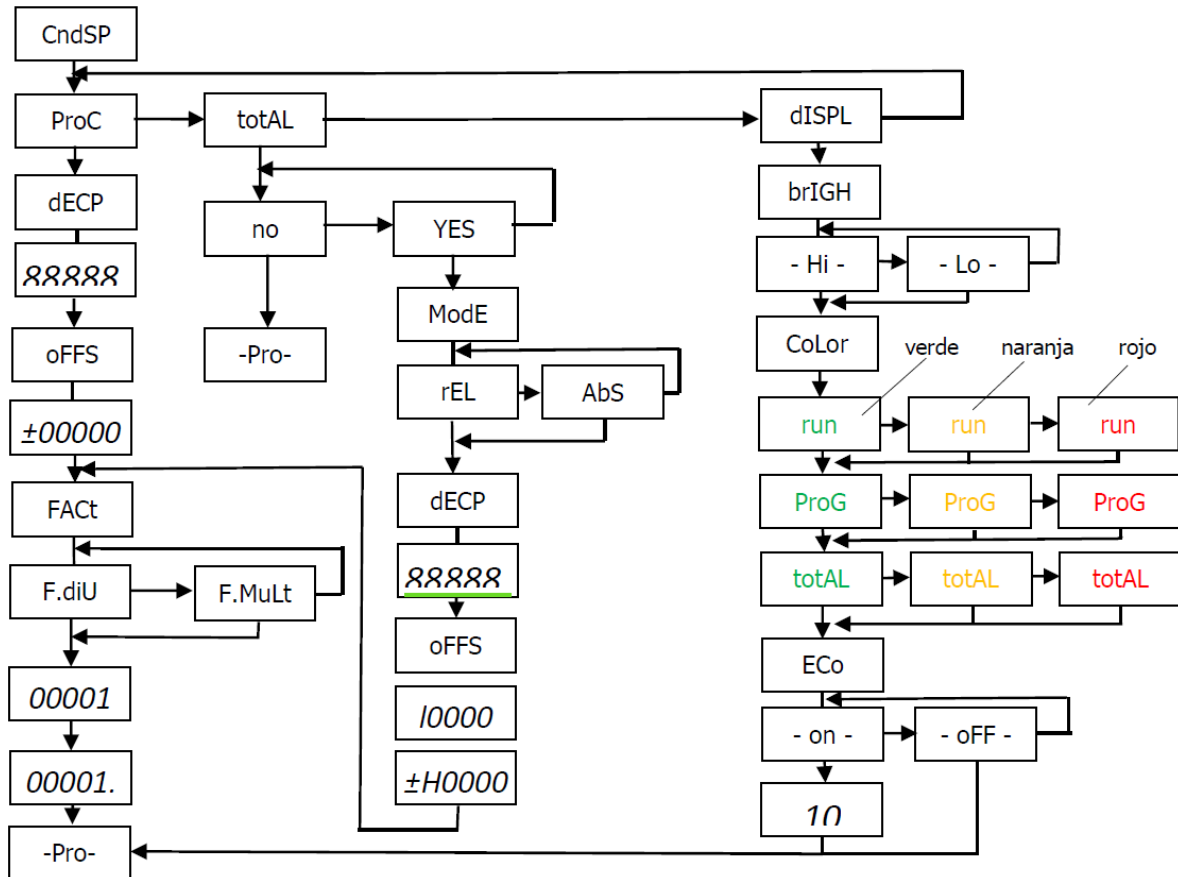 CndSP
ProC
totAL
dISPL
dECP
no
YES
brIGH
88888
- Hi -
- Lo -
oFFS
-Pro-
ModE
CoLor
verde
naranja
rojo
±00000
rEL
AbS
run
run
run
FACt
dECP
ProG
ProG
ProG
F.diU
F.MuLt
88888
totAL
totAL
totAL
00001
oFFS
ECo
l0000
- on -
- oFF -
00001.
±H0000
10
-Pro-